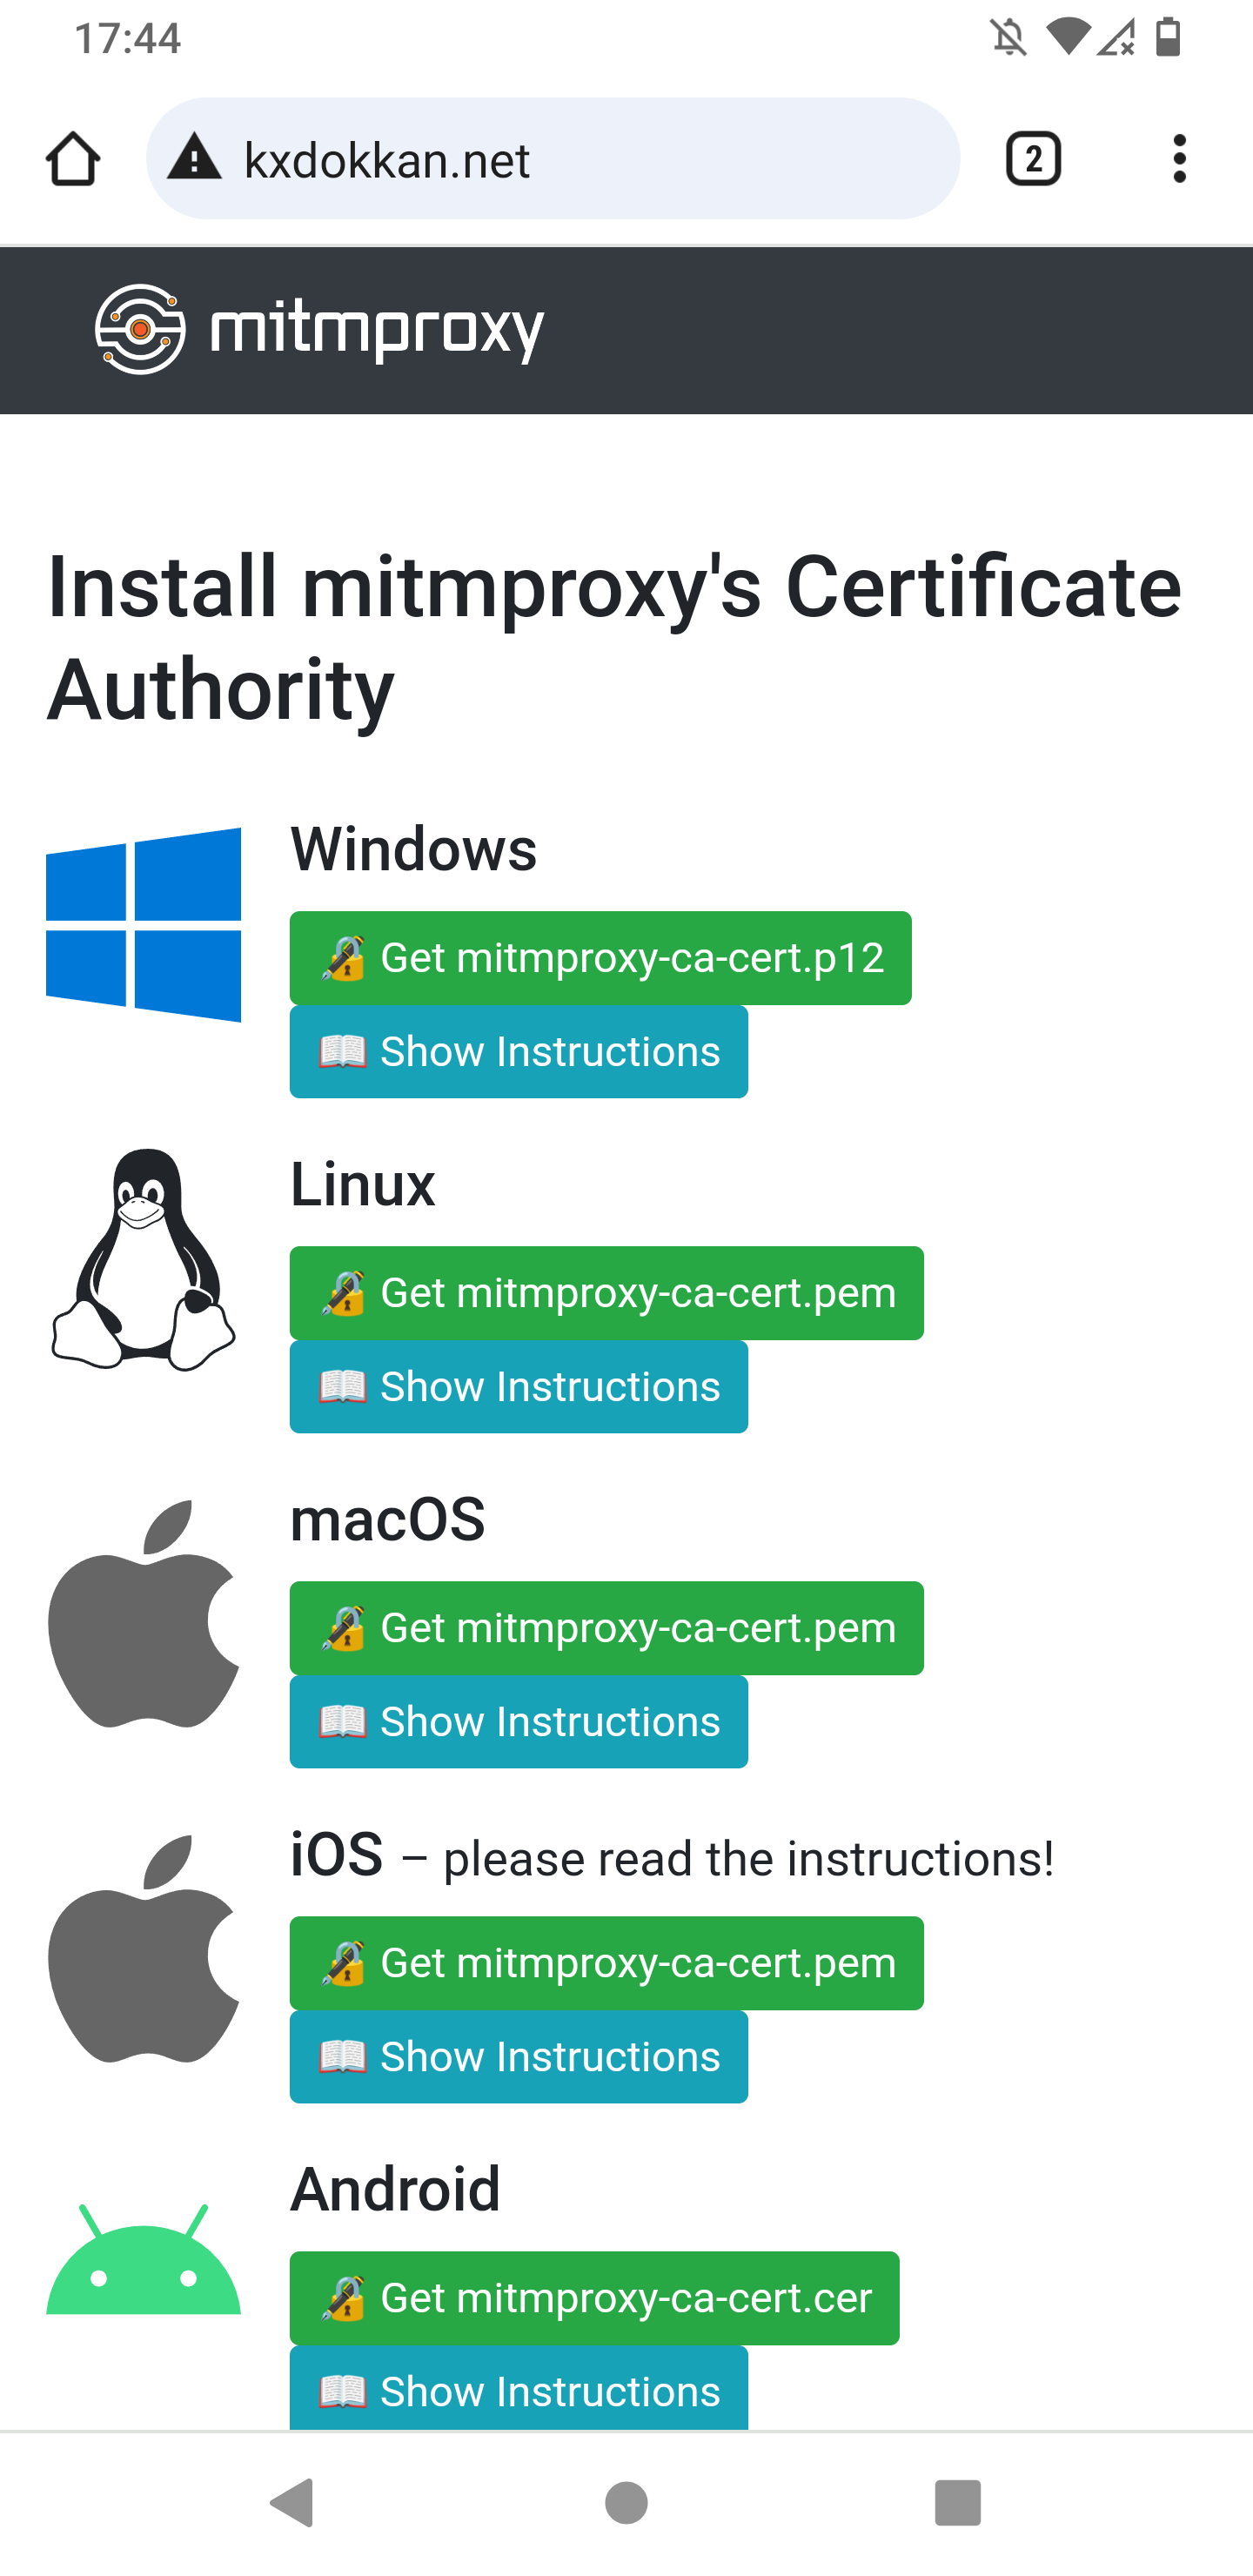 17:44
kxdokkan.net
2
mitmproxy
Install mitmproxy's Certificate
Authority
Windows
Get mitmproxy-ca-cert.p12
Show Instructions
Linux
Get mitmproxy-ca-cert.pem
Show Instructions
macOS
Get mitmproxy-ca-cert.pem
Show Instructions
iOS – please read the instructions!
Get mitmproxy-ca-cert.pem
Show Instructions
Android
Get mitmproxy-ca-cert.cer
Show Instructions